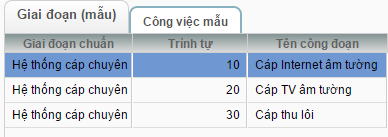 Giai đoạn (mẫu) Công việc mẫu
Giai đoạn chuẩn Trình tự Tên công đoạn
Hệ thống cáp chuyên 10 Cáp Internet âm tường
Hệ thống cáp chuyên 20 Cáp TV âm tường
Hệ thống cáp chuyên 30 Cáp thu lôi